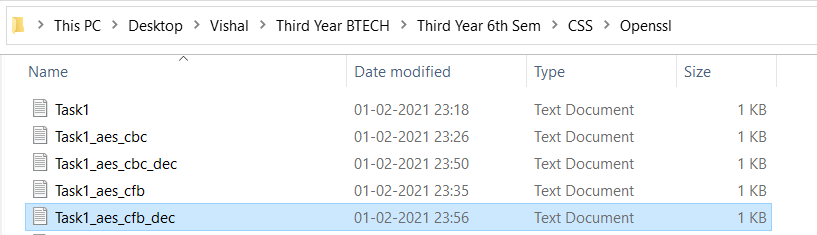 This PC > Desktop > Vishal > Third Year BTECH > Third Year 6th Sem > CSS > Openssl
Name Date modified Type Size
Task1 01-02-2021 23:18 Text Document 1 KB
Task1_aes_cbc 01-02-2021 23:26 Text Document 1 KB
Task1_aes_cbc_dec 01-02-2021 23:50 Text Document 1 KB
Task1_aes_cfb 01-02-2021 23:35 Text Document 1 KB
Task1_aes_cfb_dec 01-02-2021 23:56 Text Document 1 KB